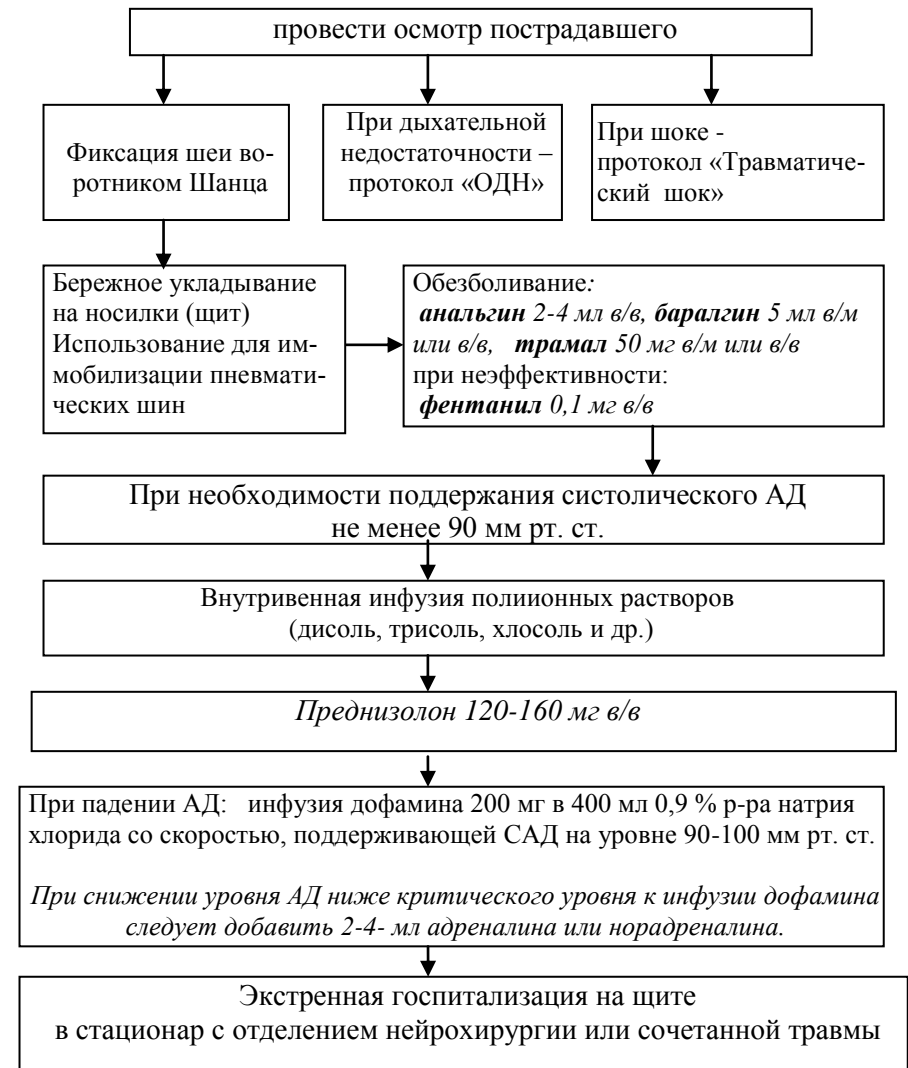 провести осмотр пострадавшего
Фиксация шеи во-
ротником Шанца
При дыхательной
недостаточности –
протокол «ОДН»
При шоке -
протокол «Травматиче-
ский шок»
Бережное укладывание
на носилки (щит)
Использование для им-
мобилизации пневмати-
ческих шин
Обезболивание:
анальгин 2-4 мл в/в, баралгин 5 мл в/м
или в/в, трамал 50 мг в/м или в/в
при неэффективности:
фентанил 0,1 мг в/в
При необходимости поддержания систолического АД
не менее 90 мм рт. ст.
Внутривенная инфузия полиионных растворов
(дисоль, трисоль, хлосоль и др.)
Преднизолон 120-160 мг в/в
При падении АД: инфузия дофамина 200 мг в 400 мл 0,9 % р-ра натрия
хлорида со скоростью, поддерживающей САД на уровне 90-100 мм рт. ст.
При снижении уровня АД ниже критического уровня к инфузии дофамина
следует добавить 2-4- мл адреналина или норадреналина.
Экстренная госпитализация на щите
в стационар с отделением нейрохирургии или сочетанной травмы